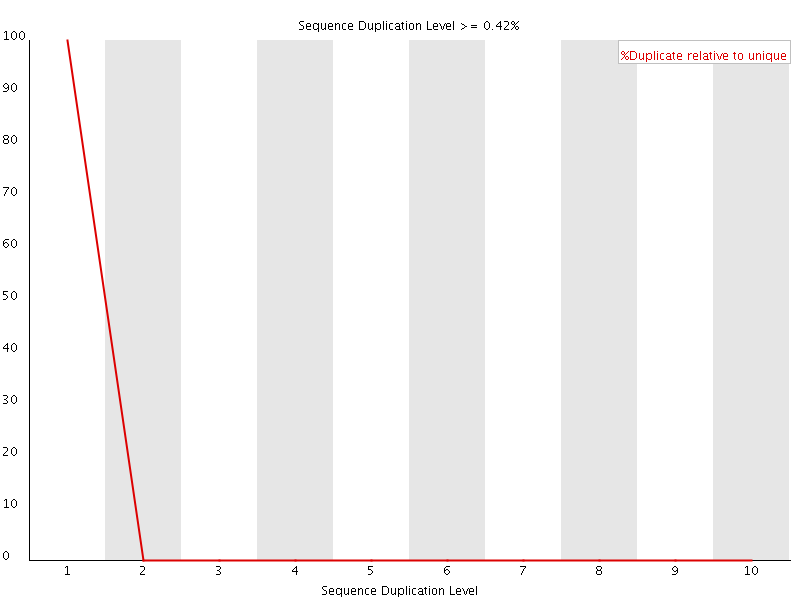 Sequence Duplication Level >= 0.42%
%Duplicate relative to unique
100
90
80
70
60
50
40
30
20
10
0
1 2 3 4 5 6 7 8 9 10
Sequence Duplication Level